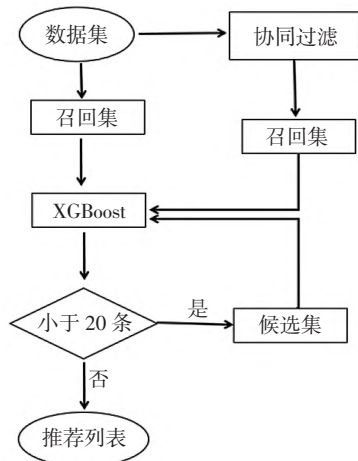 数据集
协同过滤
召回集
召回集
XGBoost
小于 20 条
是
候选集
否
推荐列表